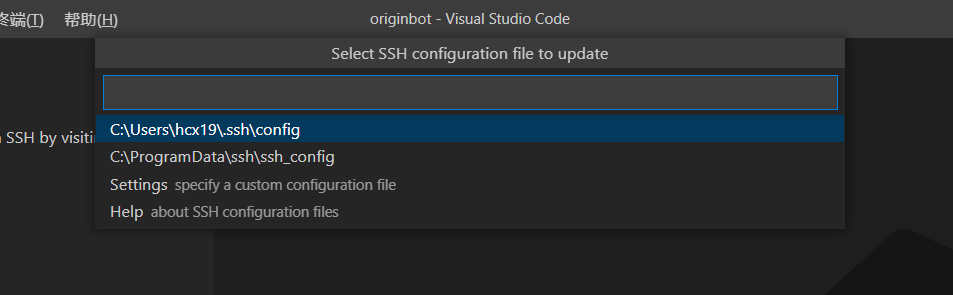 终端(T) 帮助(H) originbot - Visual Studio Code
Select SSH configuration file to update
SSH by
C:\Users\hcx19\.ssh\config
C:\ProgramData\ssh\ssh_config
Settings specify a custom configuration file
Help about SSH configuration files